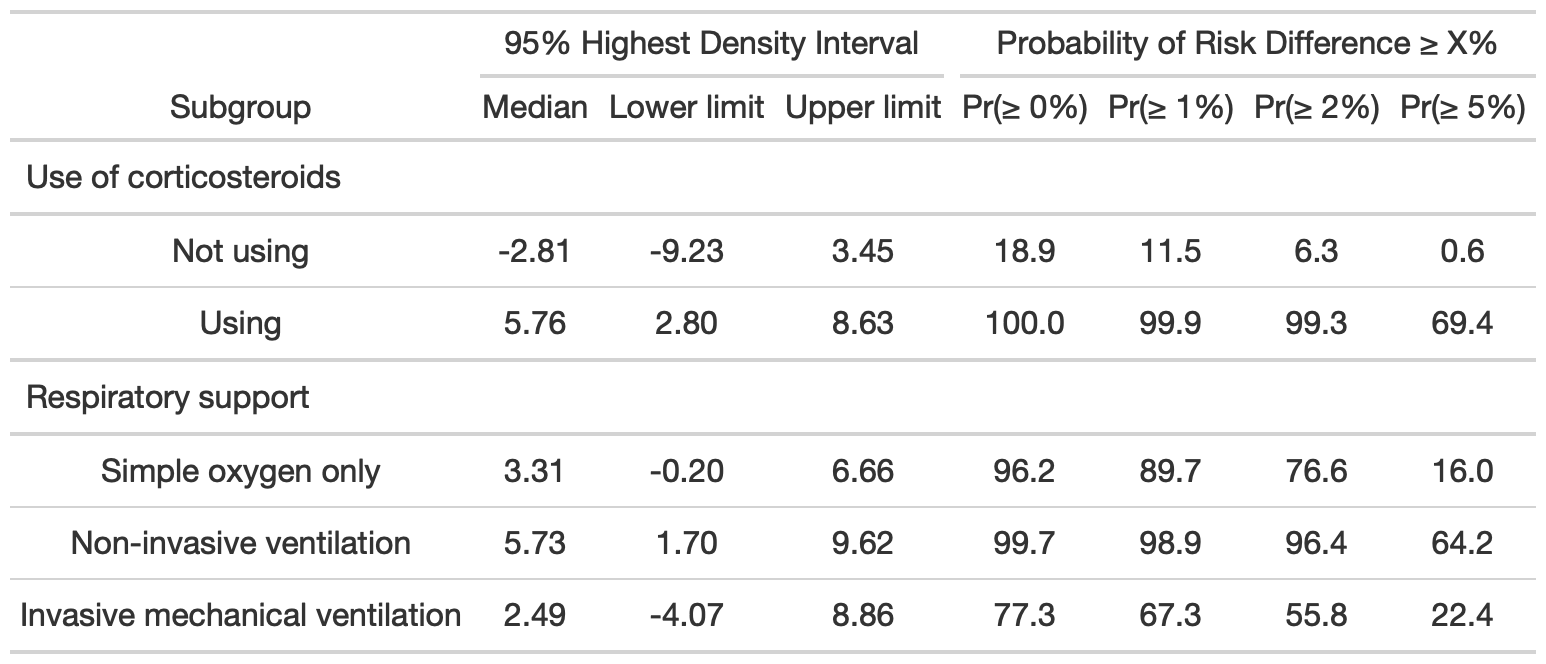 95% Highest Density Interval Probability of Risk Difference ≥ X%
Subgroup Median Lower limit Upper limit Pr(≥ 0%) Pr(≥ 1%) Pr(≥ 2%) Pr(≥ 5%)
Use of corticosteroids
Not using -2.81 -9.23 3.45 18.9 11.5 6.3 0.6
Using 5.76 2.80 8.63 100.0 99.9 99.3 69.4
Respiratory support
Simple oxygen only 3.31 -0.20 6.66 96.2 89.7 76.6 16.0
Non-invasive ventilation 5.73 1.70 9.62 99.7 98.9 96.4 64.2
Invasive mechanical ventilation 2.49 -4.07 8.86 77.3 67.3 55.8 22.4